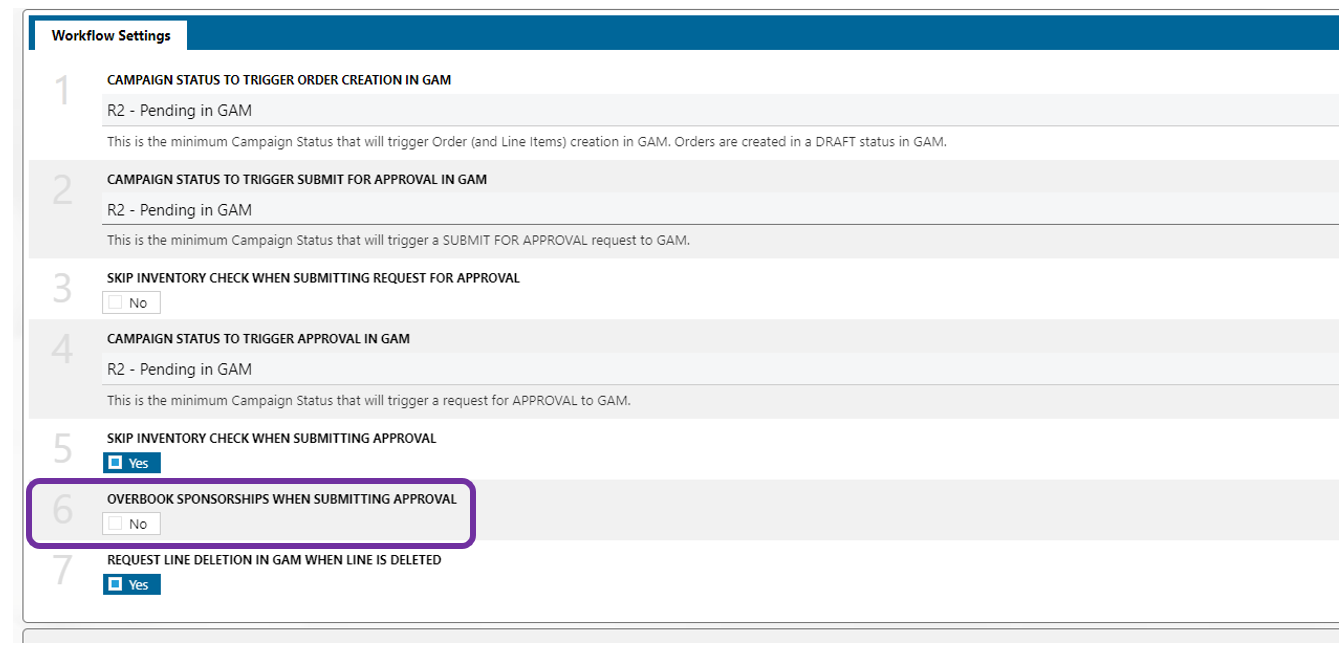 Workflow Settings
1
CAMPAIGN STATUS TO TRIGGER ORDER CREATION IN GAM
R2 - Pending in GAM
This is the minimum Campaign Status that will trigger Order (and Line Items) creation in GAM. Orders are created in a DRAFT status in GAM.
2
CAMPAIGN STATUS TO TRIGGER SUBMIT FOR APPROVAL IN GAM
R2 - Pending in GAM
This is the minimum Campaign Status that will trigger a SUBMIT FOR APPROVAL request to GAM.
3
SKIP INVENTORY CHECK WHEN SUBMITTING REQUEST FOR APPROVAL
No
4
CAMPAIGN STATUS TO TRIGGER APPROVAL IN GAM
R2 - Pending in GAM
This is the minimum Campaign Status that will trigger a request for APPROVAL to GAM.
5
SKIP INVENTORY CHECK WHEN SUBMITTING APPROVAL
Yes
6
OVERBOOK SPONSORSHIPS WHEN SUBMITTING APPROVAL
No
7
REQUEST LINE DELETION IN GAM WHEN LINE IS DELETED
Yes